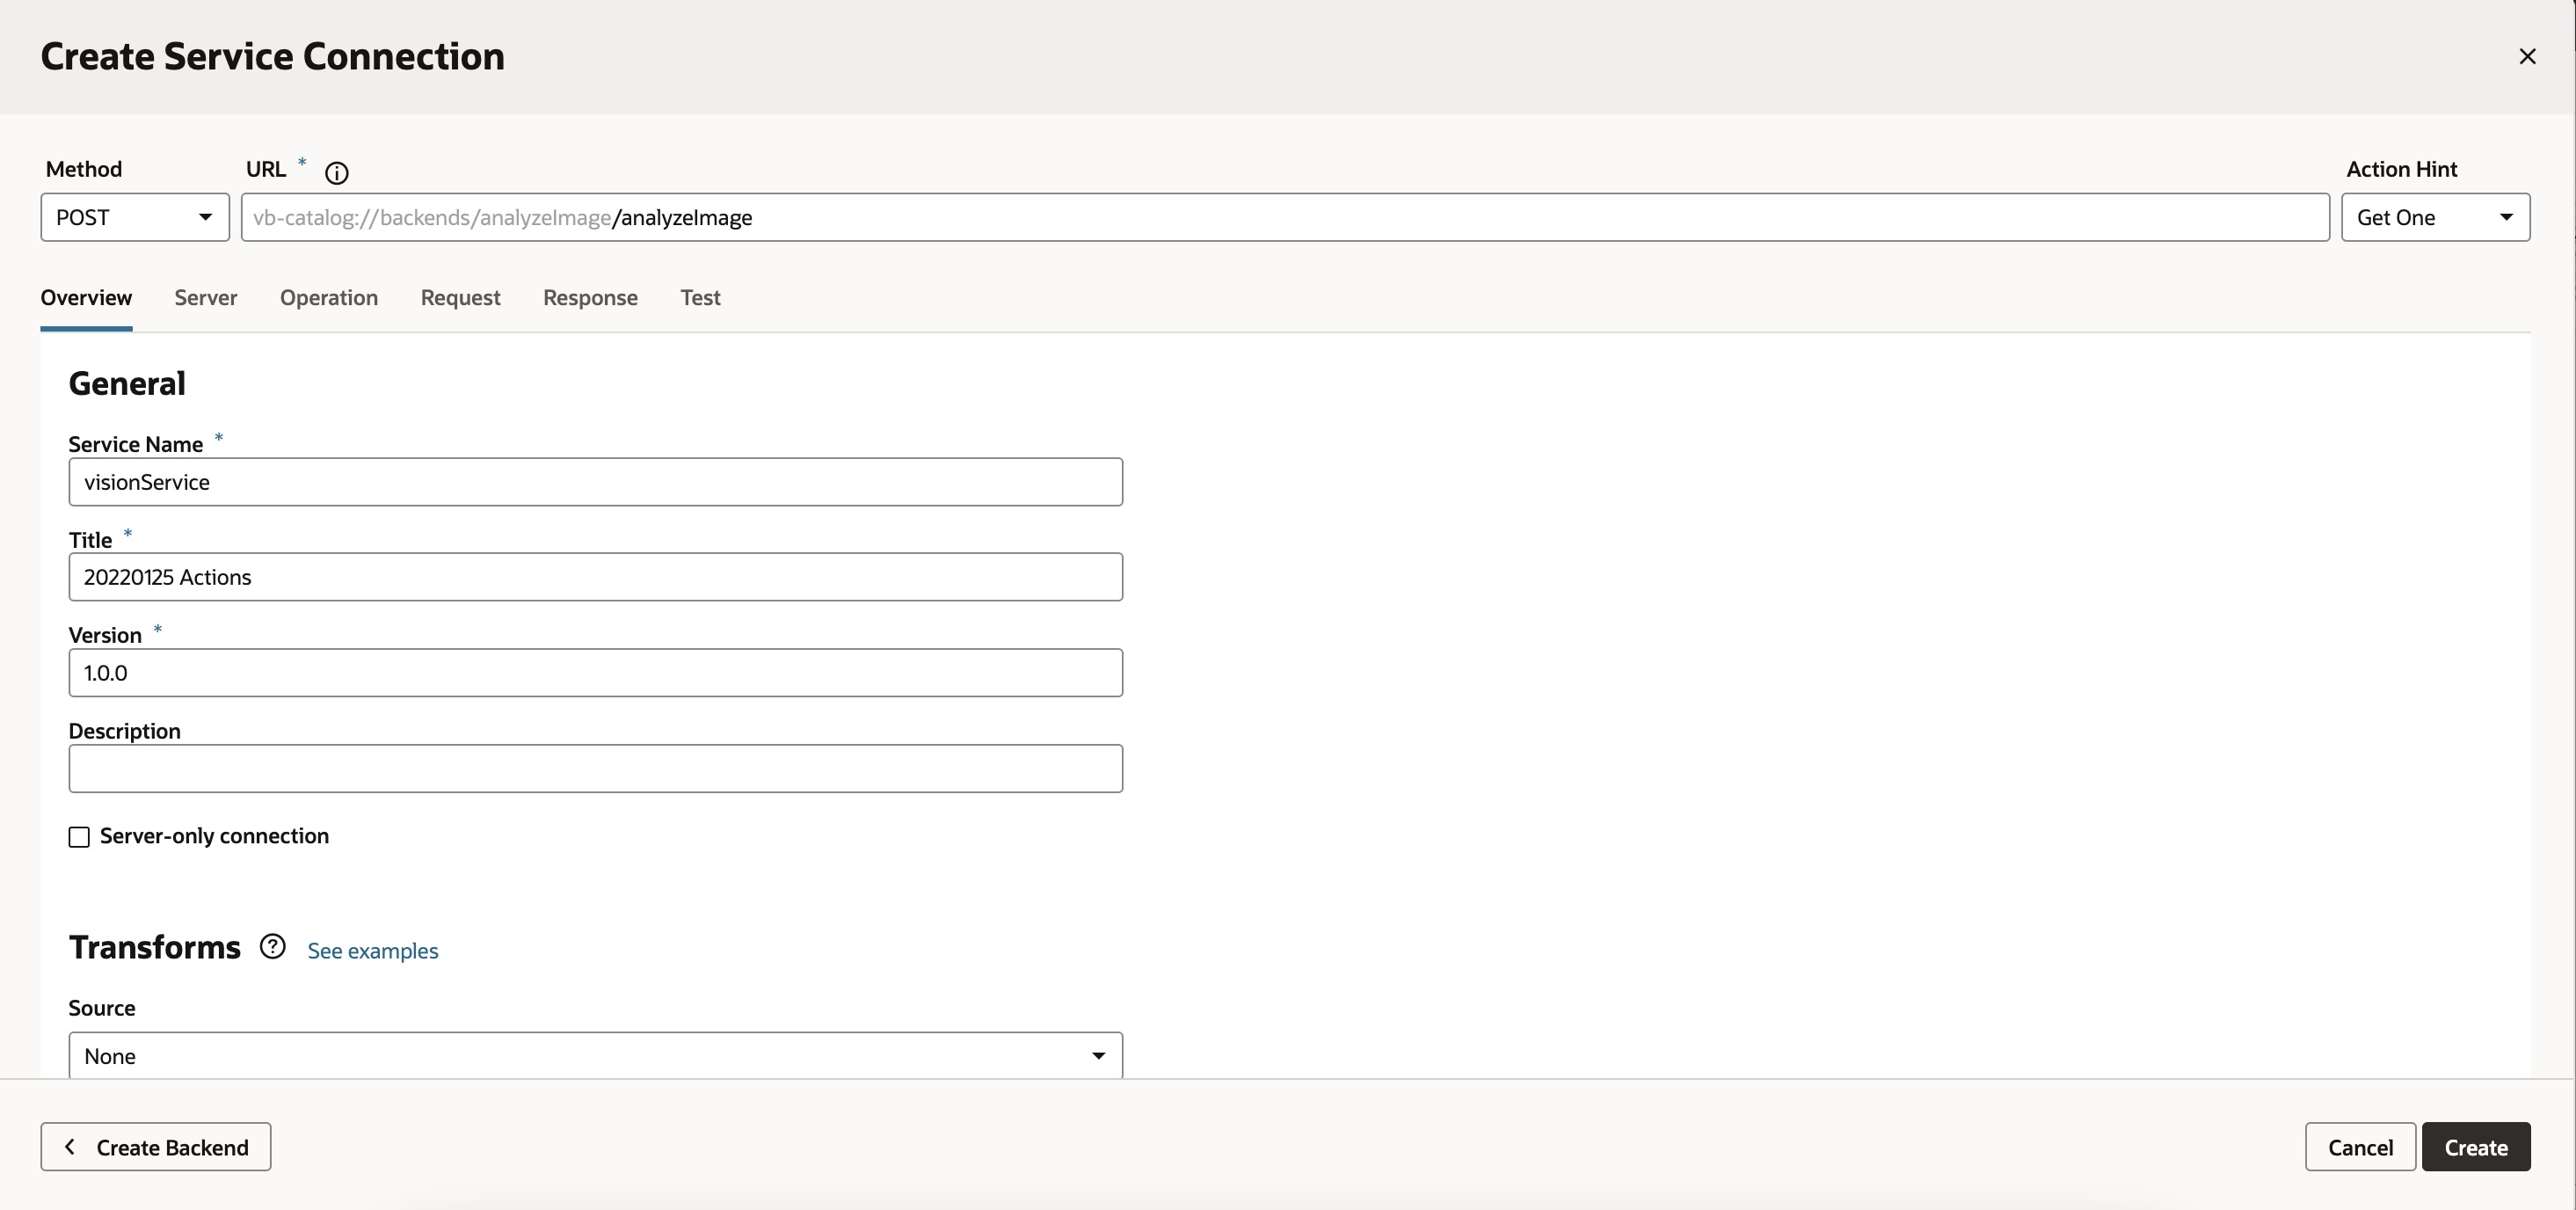 Create Service Connection
Method
URL *
Action Hint
POST
vb-catalog://backends/analyzeImage/analyzeImage
Get One
Overview Server Operation Request Response Test
General
Service Name *
visionService
Title *
20220125 Actions
Version *
1.0.0
Description
Server-only connection
Transforms See examples
Source
None
Create Backend
Cancel
Create